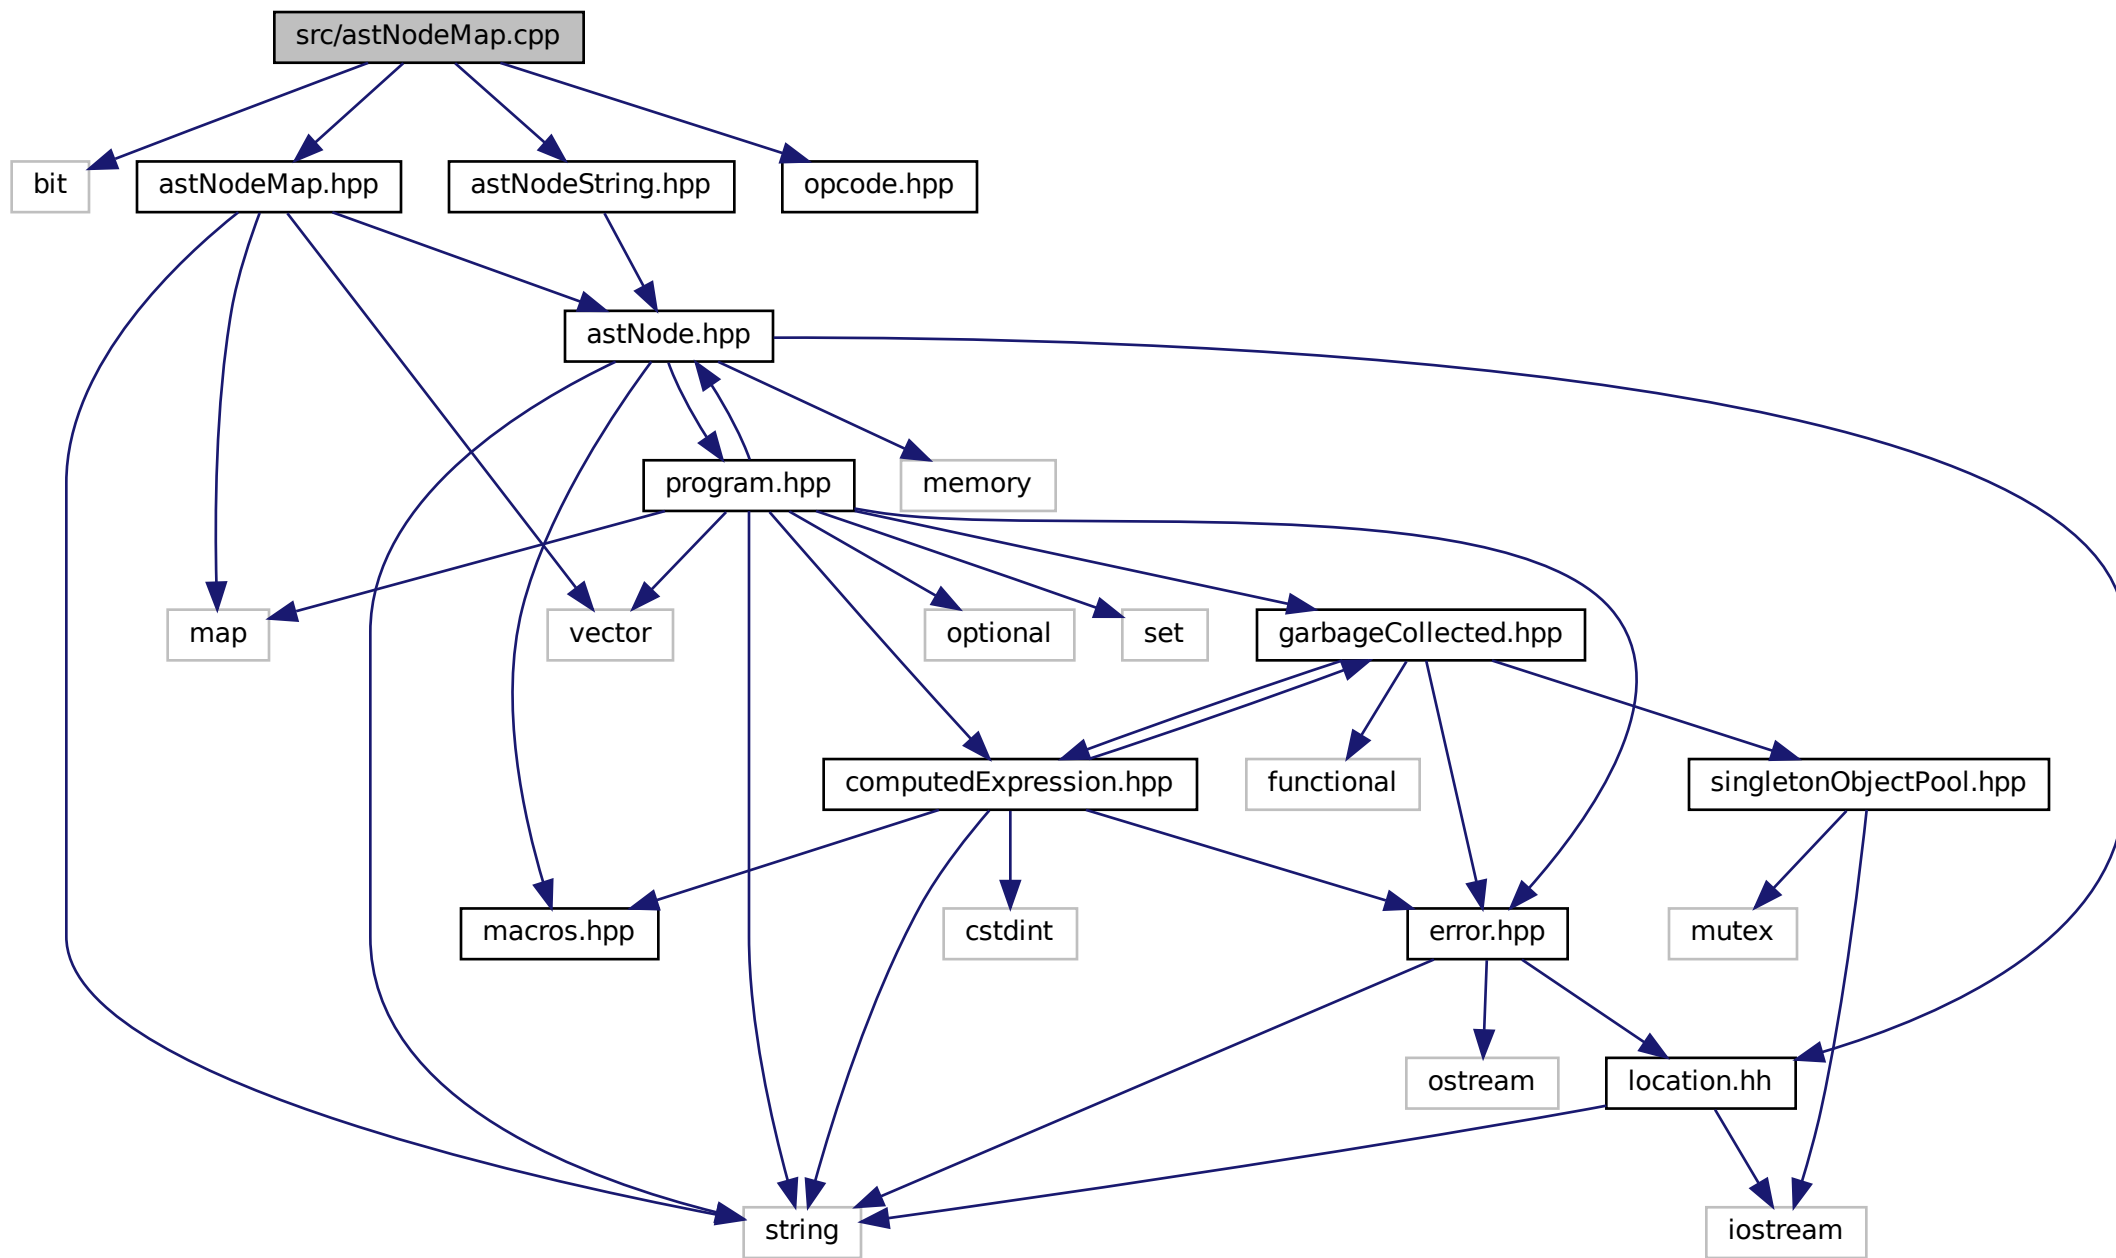 src/astNodeMap.cpp
bit
astNodeMap.hpp
astNodeString.hpp
opcode.hpp
astNode.hpp
program.hpp
memory
map
vector
optional
set
garbageCollected.hpp
computedExpression.hpp
functional
singletonObjectPool.hpp
macros.hpp
cstdint
error.hpp
mutex
ostream
location.hh
string
iostream